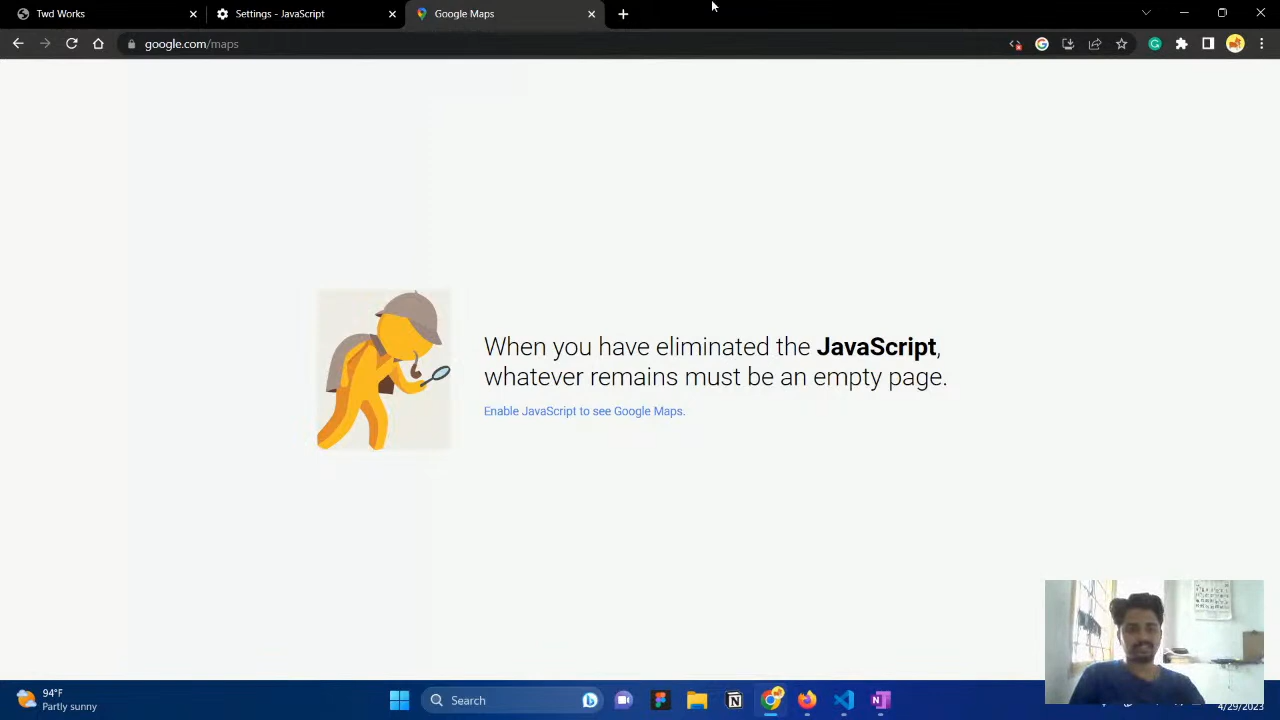 Twd Works
Settings - JavaScript
Google Maps
google.com/maps
When you have eliminated the JavaScript,
whatever remains must be an empty page.
Enable JavaScript to see Google Maps.
94°F
Partly sunny
Search
4/29/2023